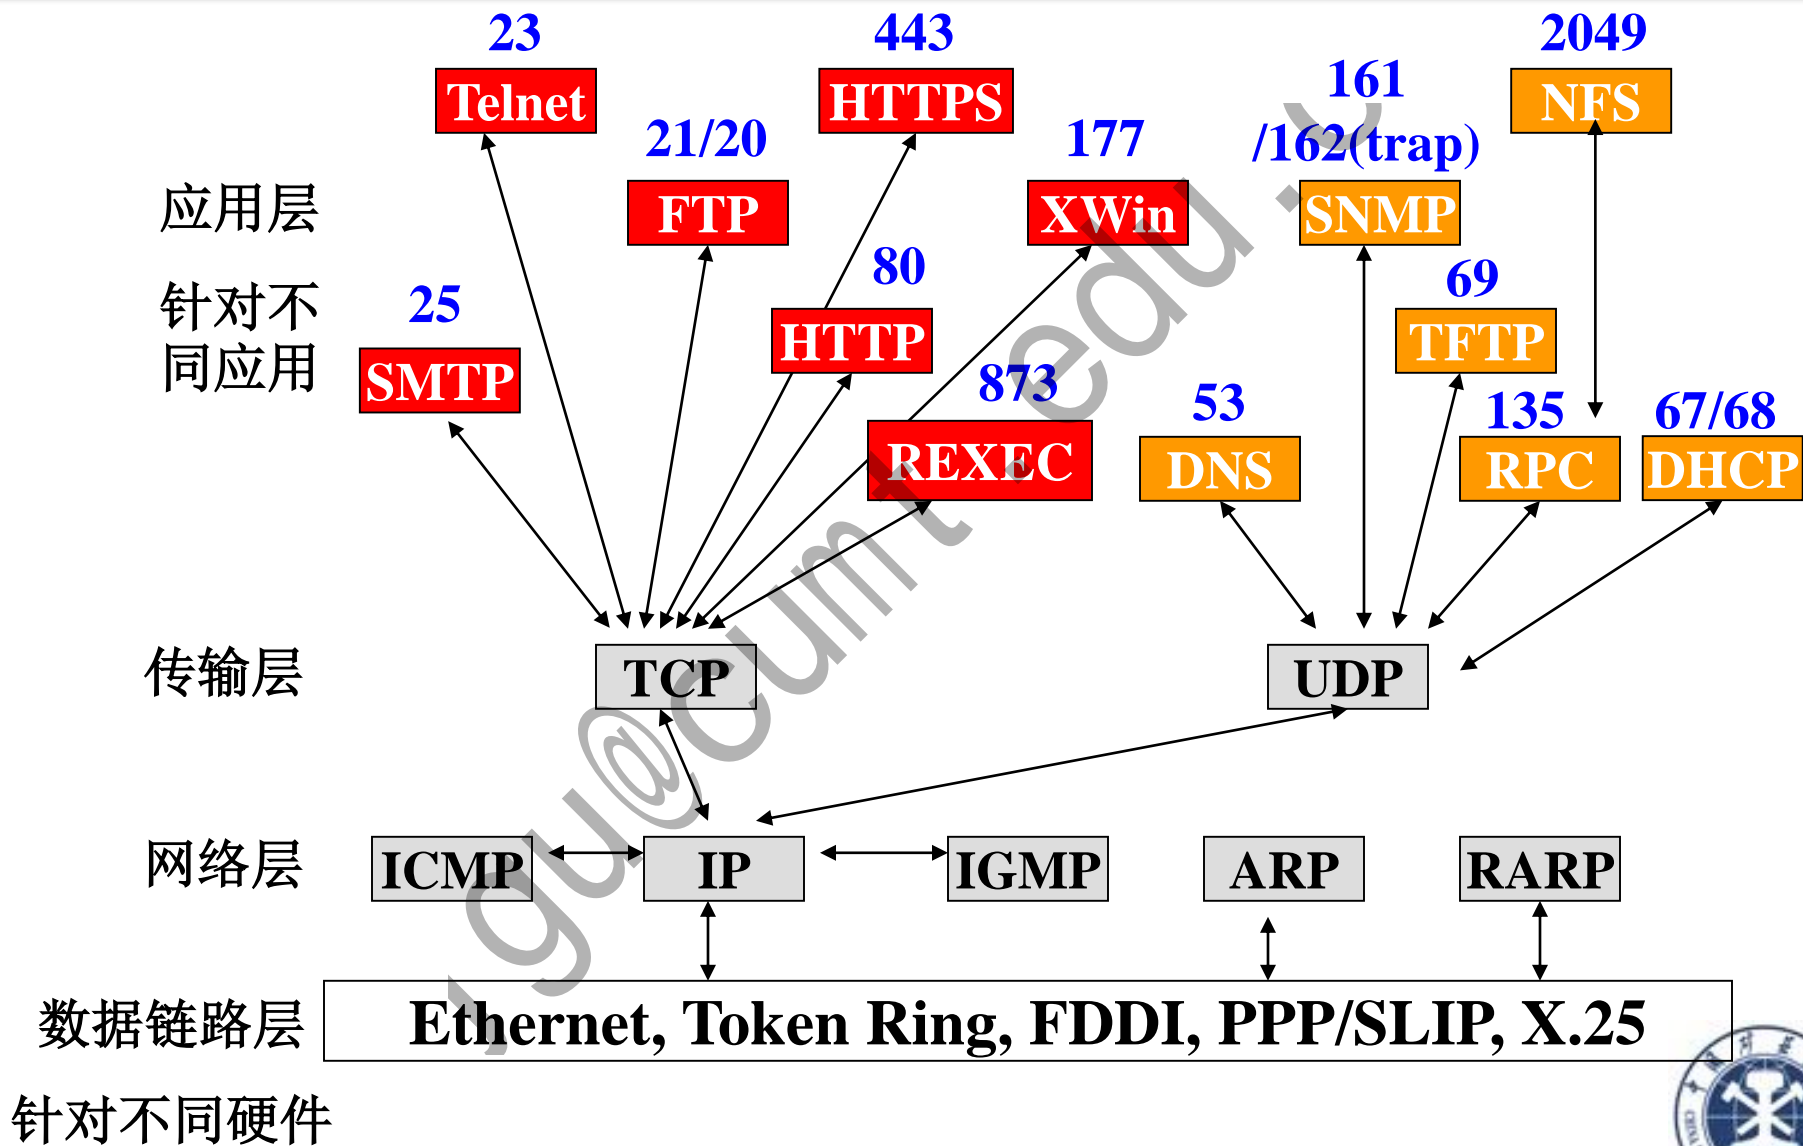 23
443
2049
Telnet
HTTPS
161
NFS
21/20
177
/162(trap)
应用层
FTP
XWin
SNMP
80
69
针对不
25
HTTP
TFTP
同应用
SMTP
873
53
135
67/68
REXEC
DNS
RPC
DHCP
传输层
TCP
UDP
网络层
ICMP
IP
IGMP
ARP
RARP
数据链路层
Ethernet, Token Ring, FDDI, PPP/SLIP, X.25
针对不同硬件
gu@cumt.edu.c